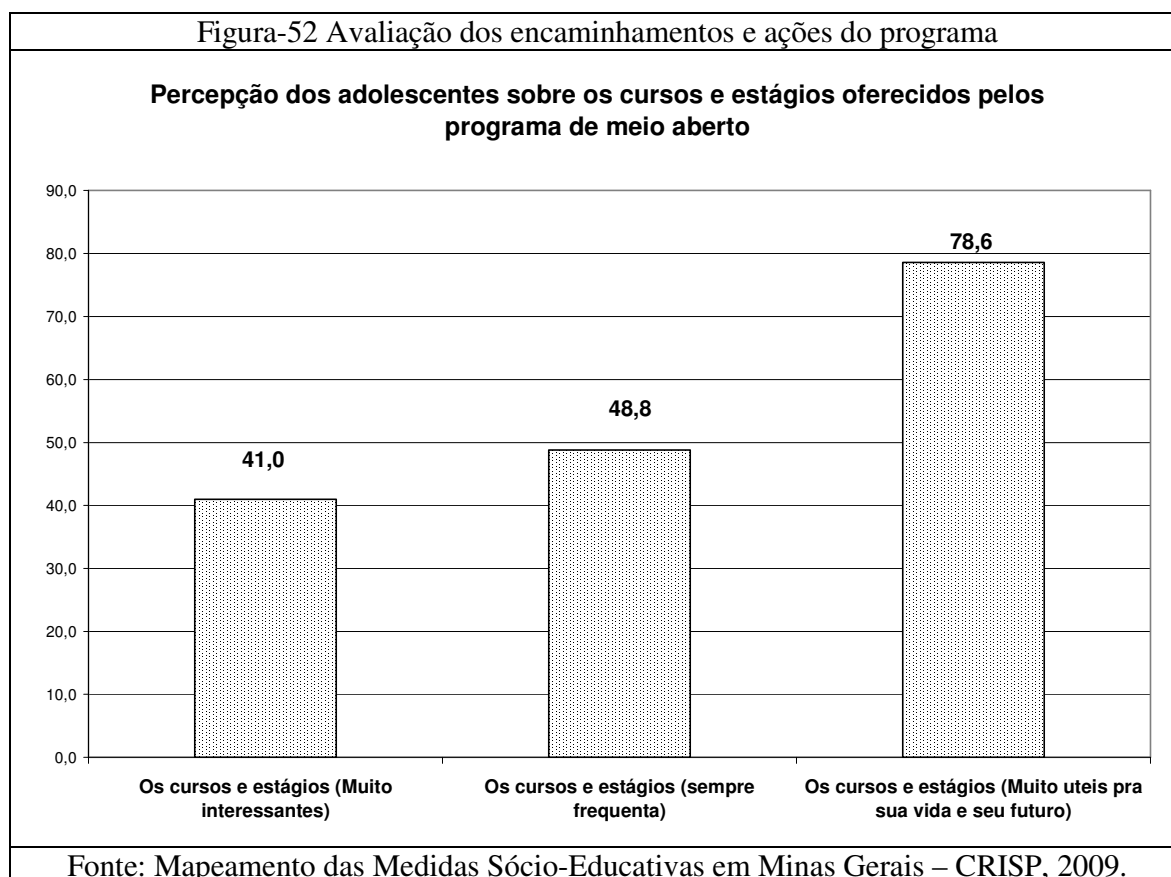 Figura-52 Avaliação dos encaminhamentos e ações do programa
Percepção dos adolescentes sobre os cursos e estágios oferecidos pelos
programa de meio aberto
90,0
80,0
70,0
60,0
50,0
40,0
30,0
20,0
10,0
0,0
41,0
48,8
78,6
Os cursos e estágios (Muito
interessantes)
Os cursos e estágios (sempre
frequenta)
Os cursos e estágios (Muito uteis pra
sua vida e seu futuro)
Fonte: Mapeamento das Medidas Sócio-Educativas em Minas Gerais – CRISP, 2009.